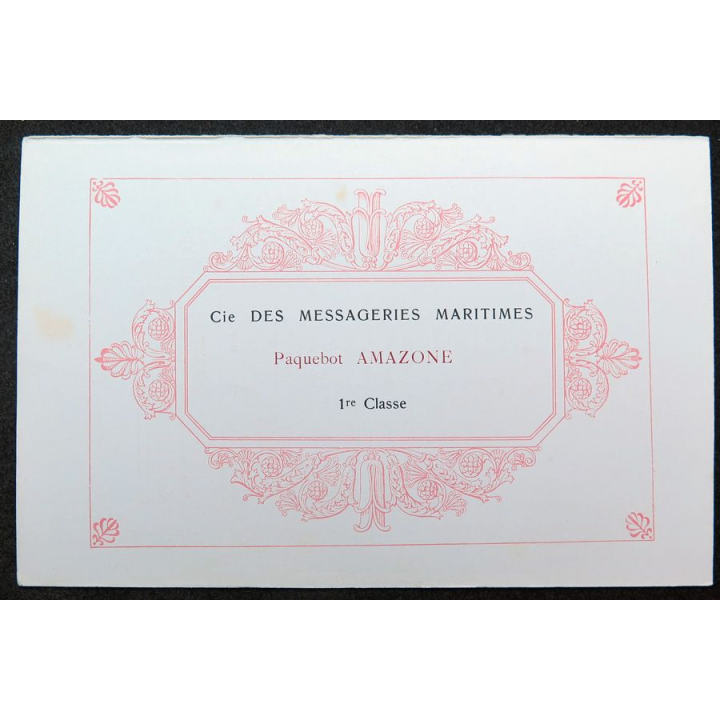 Cie DES MESSAGERIES MARITIMES
Paquebot AMAZONE
1re Classe